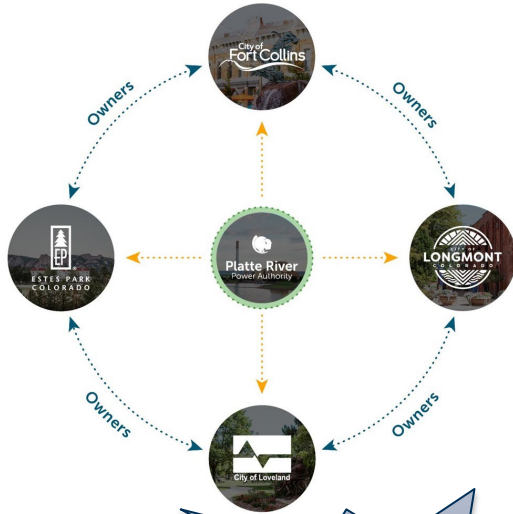 City of
Fort Collins
Owners
Owners
EP
ESTES PARK
COLORADO
Platte River
Power Authority
CITY OF
LONGMONT
COLORADO
Owners
Owners
City of Loveland